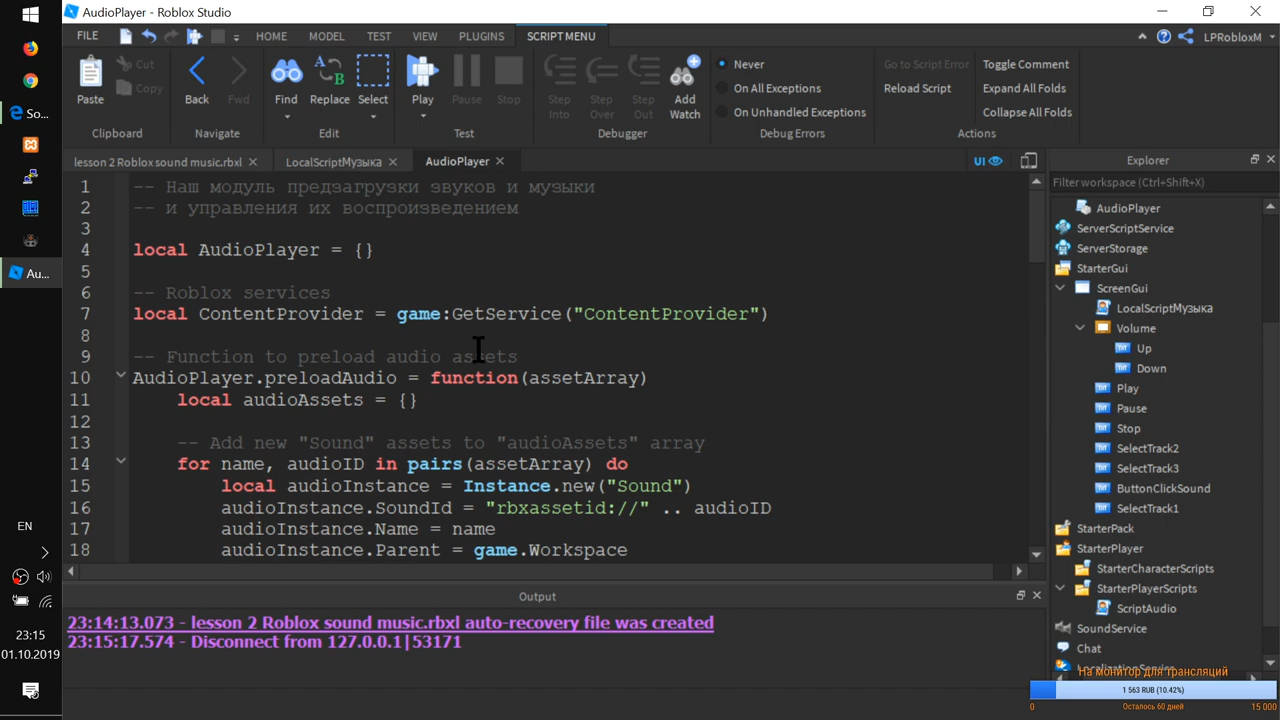 AudioPlayer - Roblox Studio
FILE HOME MODEL TEST VIEW PLUGINS SCRIPT MENU LPRobloxM
Paste Cut Copy Clipboard
Back Fwd Navigate
Find Replace Select Edit
Play Pause Stop Test
Step Into Step Over Step Out Add Watch Debugger
Never
On All Exceptions
On Unhandled Exceptions
Debug Errors
Go to Script Error
Reload Script
Toggle Comment
Expand All Folds
Collapse All Folds
Actions
lesson 2 Roblox sound music.rbxl LocalScriptМузыка AudioPlayer UI
1 -- Наш модуль предзагрузки звуков и музыки
2 -- и управления их воспроизведением
3
4 local AudioPlayer = {}
5
6 -- Roblox services
7 local ContentProvider = game:GetService("ContentProvider")
8
9 -- Function to preload audio assets
10 AudioPlayer.preloadAudio = function(assetArray)
11 local audioAssets = {}
12
13 -- Add new "Sound" assets to "audioAssets" array
14 for name, audioID in pairs(assetArray) do
15 local audioInstance = Instance.new("Sound")
16 audioInstance.SoundId = "rbxassetid://" .. audioID
17 audioInstance.Name = name
18 audioInstance.Parent = game.Workspace
Output
23:14:13.073 - lesson 2 Roblox sound music.rbxl auto-recovery file was created
23:15:17.574 - Disconnect from 127.0.0.1|53171
Explorer
Filter workspace (Ctrl+Shift+X)
AudioPlayer
ServerScriptService
ServerStorage
StarterGui
ScreenGui
LocalScriptМузыка
Volume
Up
Down
Play
Pause
Stop
SelectTrack2
SelectTrack3
ButtonClickSound
SelectTrack1
StarterPack
StarterPlayer
StarterCharacterScripts
StarterPlayerScripts
ScriptAudio
SoundService
Chat
LocalizationService
На монитор для трансляций
1 563 RUB (10.42%)
0 Осталось 60 дней 15 000
So...
Au...
EN
23:15
01.10.2019